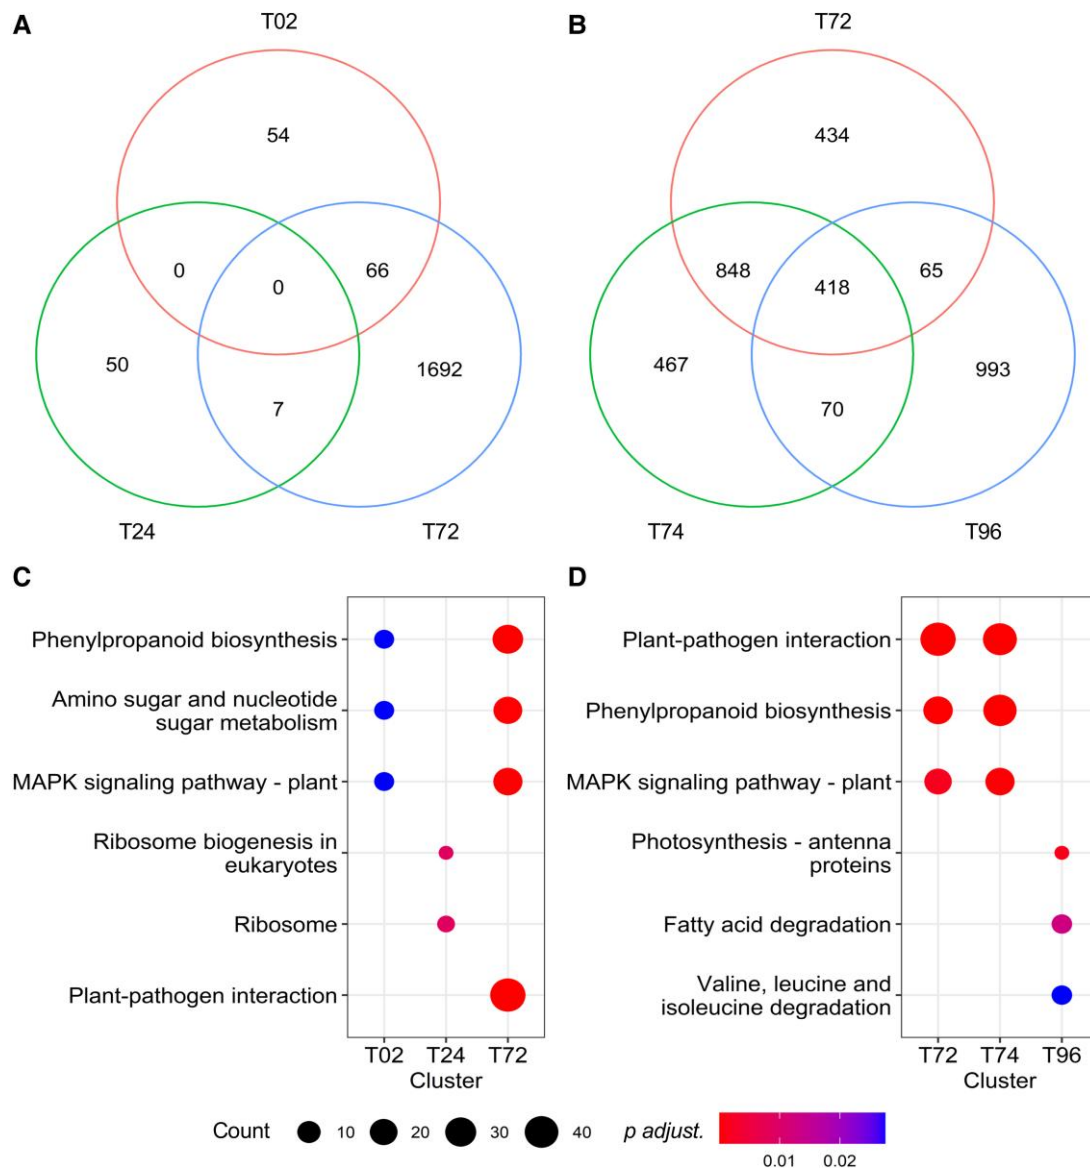 A
T02
54
0
0
66
50
7
1692
T24
T72
B
T72
434
848
418
65
467
70
993
T74
T96
C
Phenylpropanoid biosynthesis
Amino sugar and nucleotide
sugar metabolism
MAPK signaling pathway - plant
Ribosome biogenesis in
eukaryotes
Ribosome
Plant-pathogen interaction
T02 T24 T72
Cluster
D
Plant-pathogen interaction
Phenylpropanoid biosynthesis
MAPK signaling pathway - plant
Photosynthesis - antenna
proteins
Fatty acid degradation
Valine, leucine and
isoleucine degradation
T72 T74 T96
Cluster
Count 10 20 30 40
p adjust.
0.01 0.02